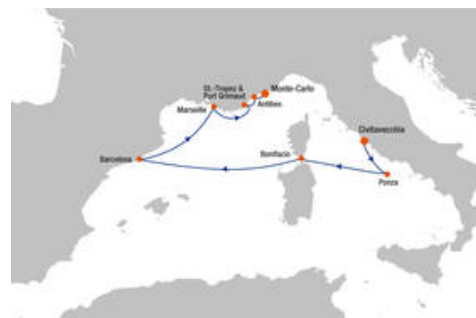 St.-Tropez &
Port Grimaud
Monte-Carlo
Marseille
Antibes
Civitavecchia
Barcelona
Bonifacio
Ponza